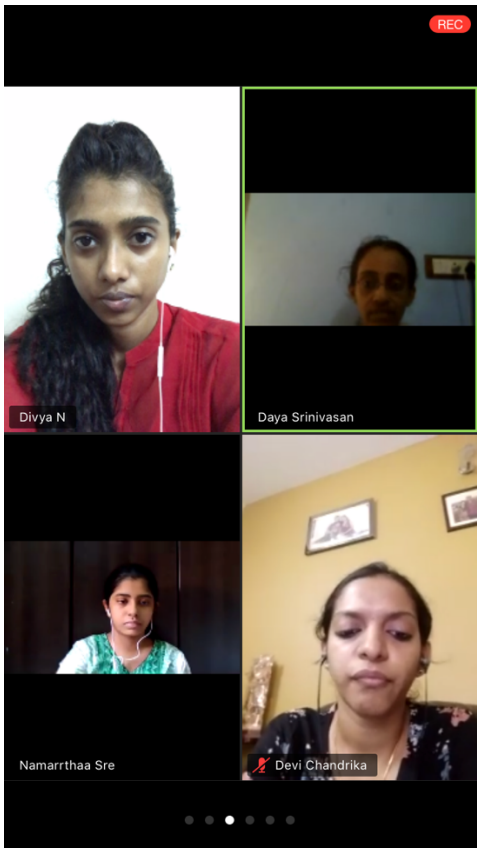 REC
Divya N
Daya Srinivasan
Namarrthaa Sre
Devi Chandrika